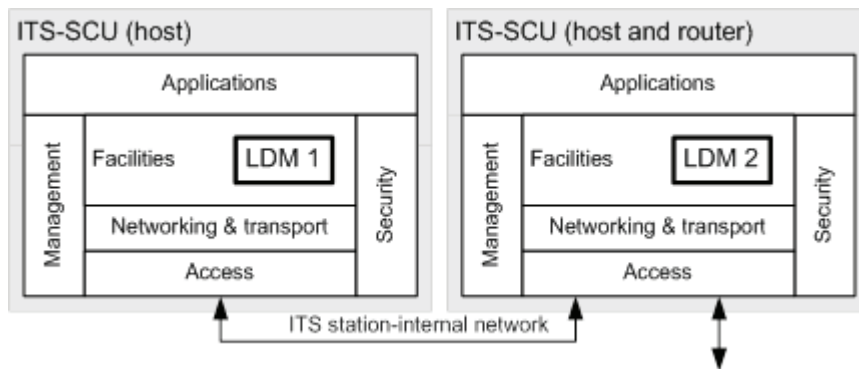 ITS-SCU (host)
Applications
Management
Facilities
LDM 1
Security
Networking & transport
Access
ITS-SCU (host and router)
Applications
Management
Facilities
LDM 2
Security
Networking & transport
Access
ITS station-internal network